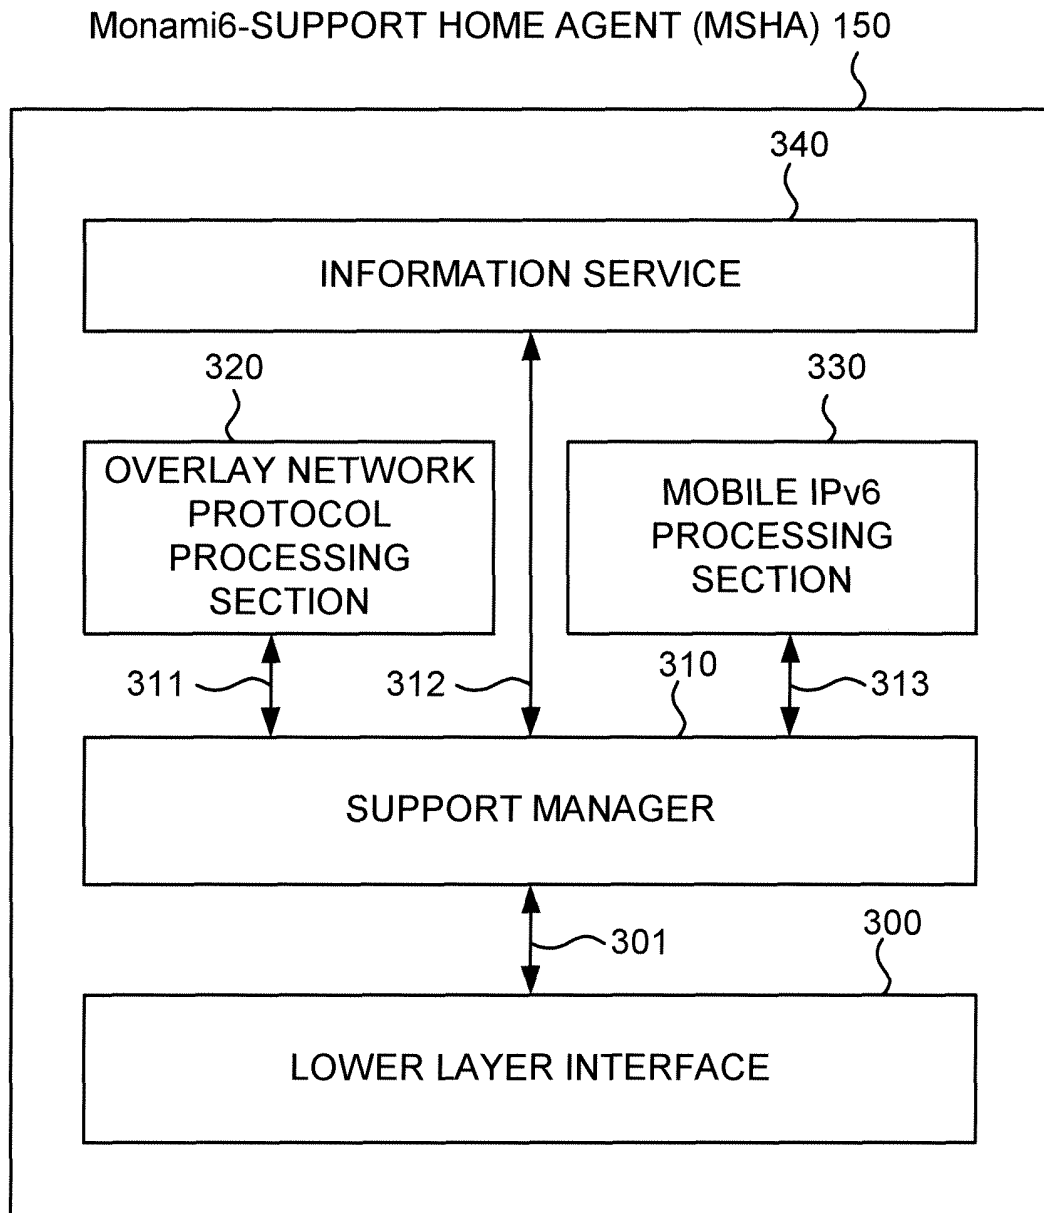 Monami6-SUPPORT HOME AGENT (MSHA) 150
340
INFORMATION SERVICE
320
330
OVERLAY NETWORK
PROTOCOL
PROCESSING
SECTION
MOBILE IPv6
PROCESSING
SECTION
311
312
310
313
SUPPORT MANAGER
301
300
LOWER LAYER INTERFACE